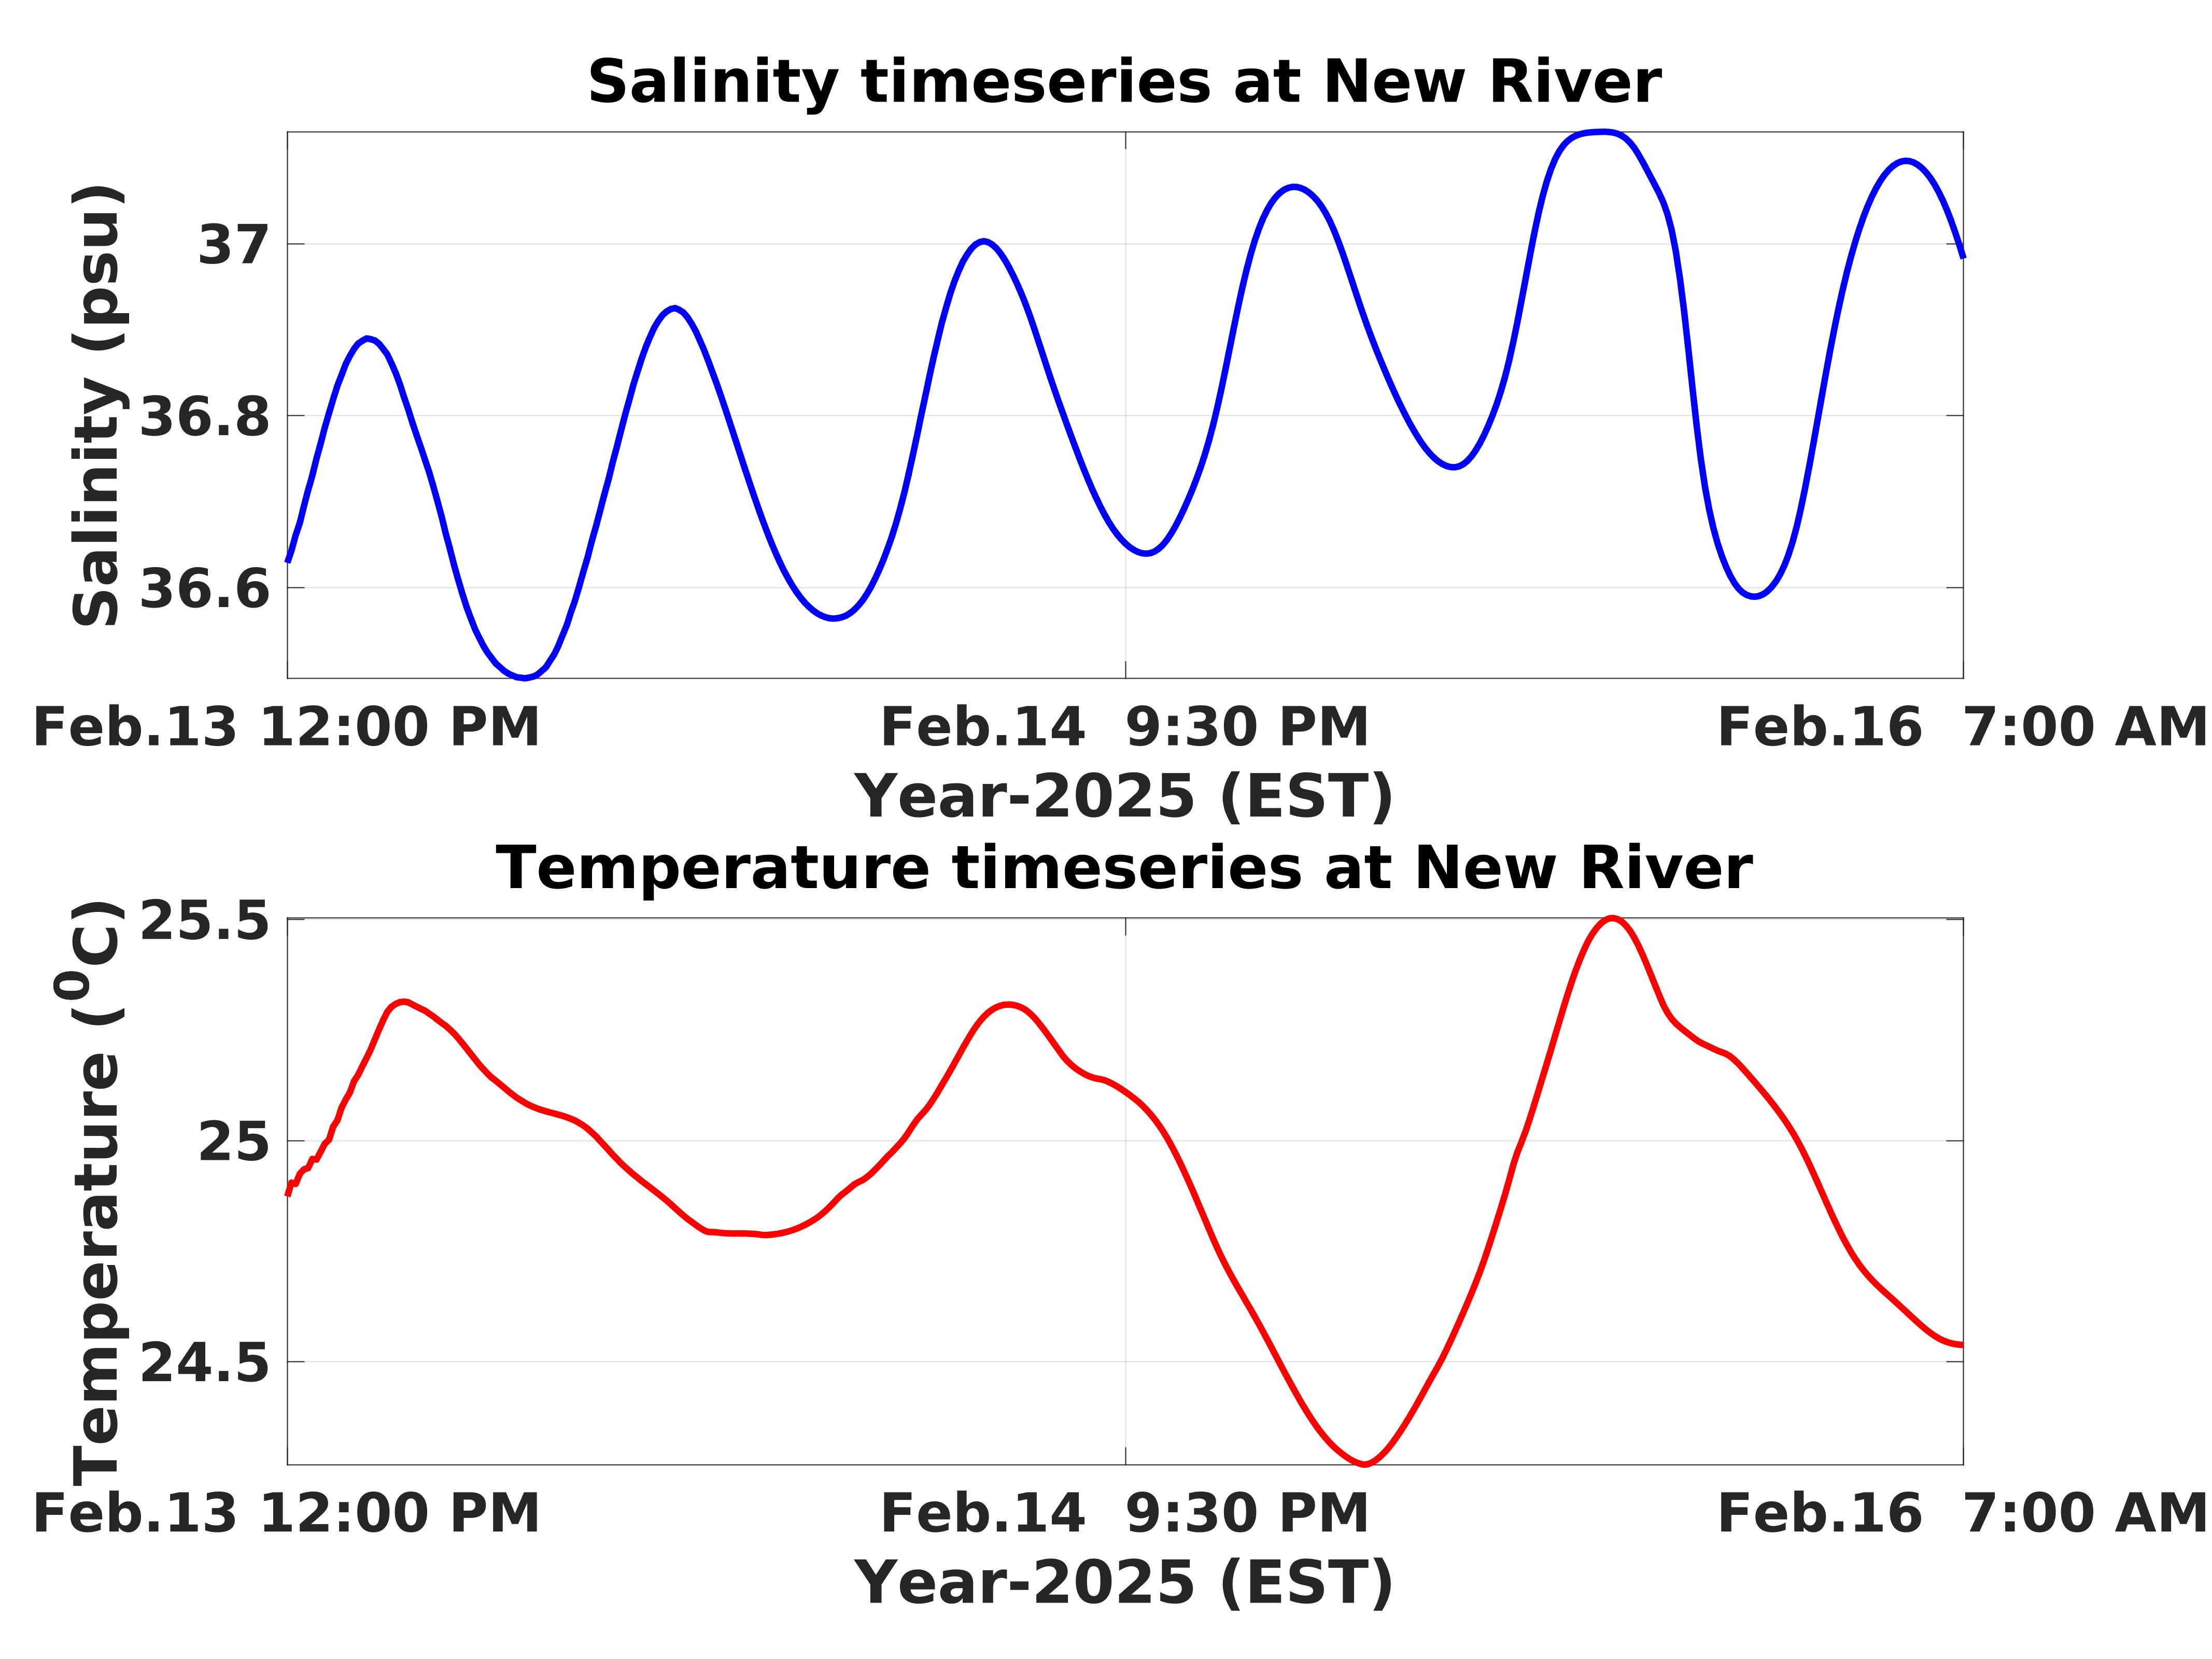 Salinity timeseries at New River
Salinity (psu)
37
36.8
36.6
Feb.13 12:00 PM Feb.14  9:30 PM Feb.16  7:00 AM
Year-2025 (EST)
Temperature timeseries at New River
Temperature (⁰C)
25.5
25
24.5
Feb.13 12:00 PM Feb.14  9:30 PM Feb.16  7:00 AM
Year-2025 (EST)